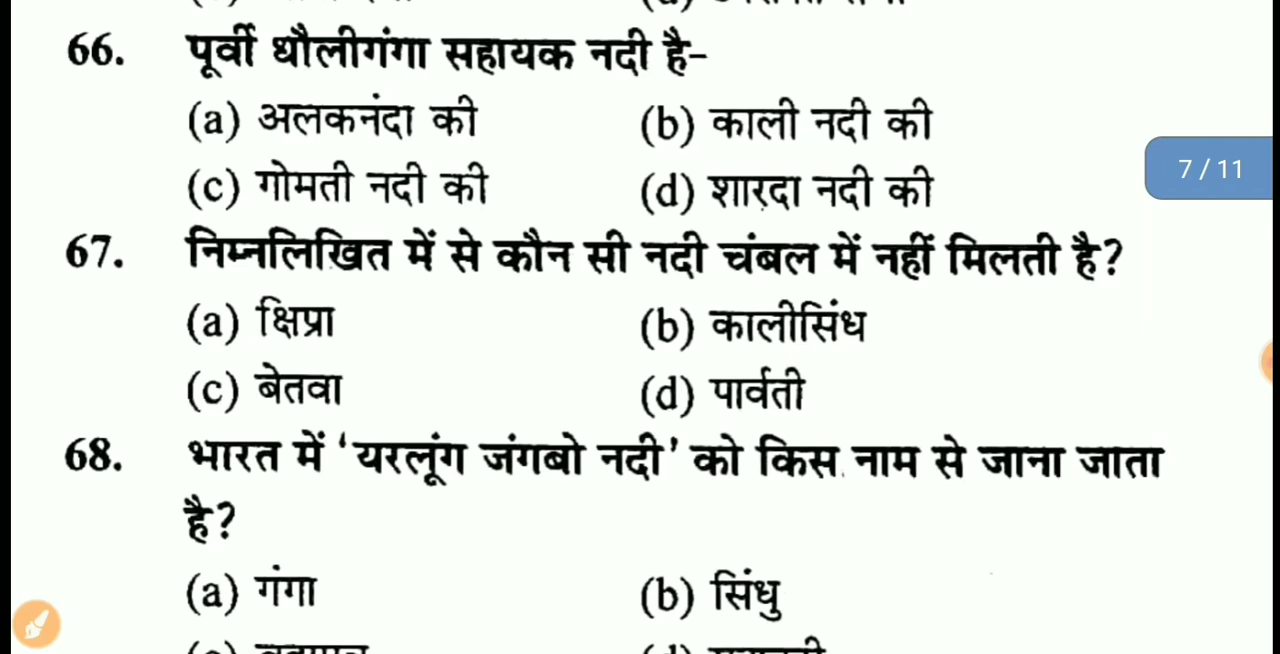 66. पूर्वी धौलीगंगा सहायक नदी है-
(a) अलकनंदा की (b) काली नदी की
7 / 11
(c) गोमती नदी की (d) शारदा नदी की
67. निम्नलिखित में से कौन सी नदी चंबल में नहीं मिलती है?
(a) क्षिप्रा (b) कालीसिंध
(c) बेतवा (d) पार्वती
68. भारत में 'यरलूंग जंगबो नदी' को किस नाम से जाना जाता
है?
(a) गंगा (b) सिंधु